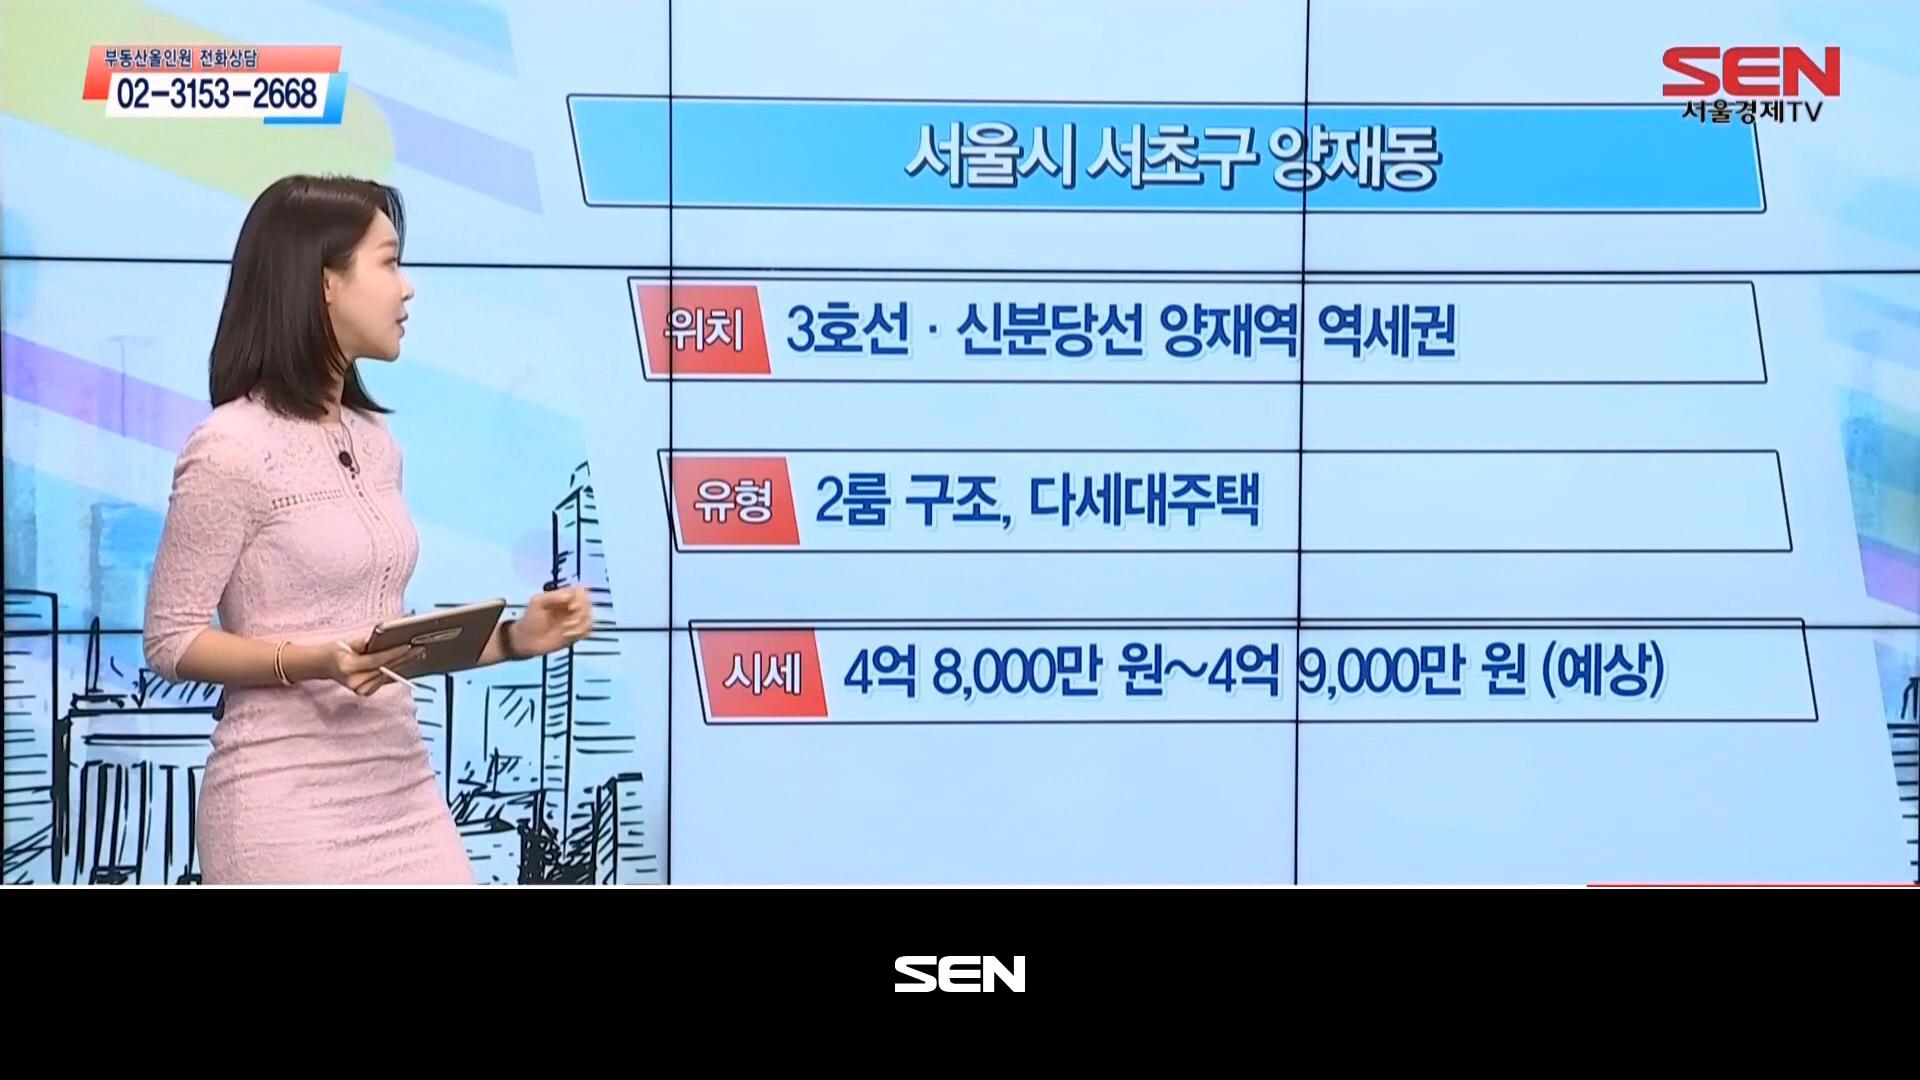 부동산올인원 전화상담
02-3153-2668
SEN
서울경제TV
서울시 서초구 양재동
위치 3호선·신분당선 양재역 역세권
유형 2룸 구조, 다세대주택
시세 4억 8,000만 원~4억 9,000만 원 (예상)
SEN